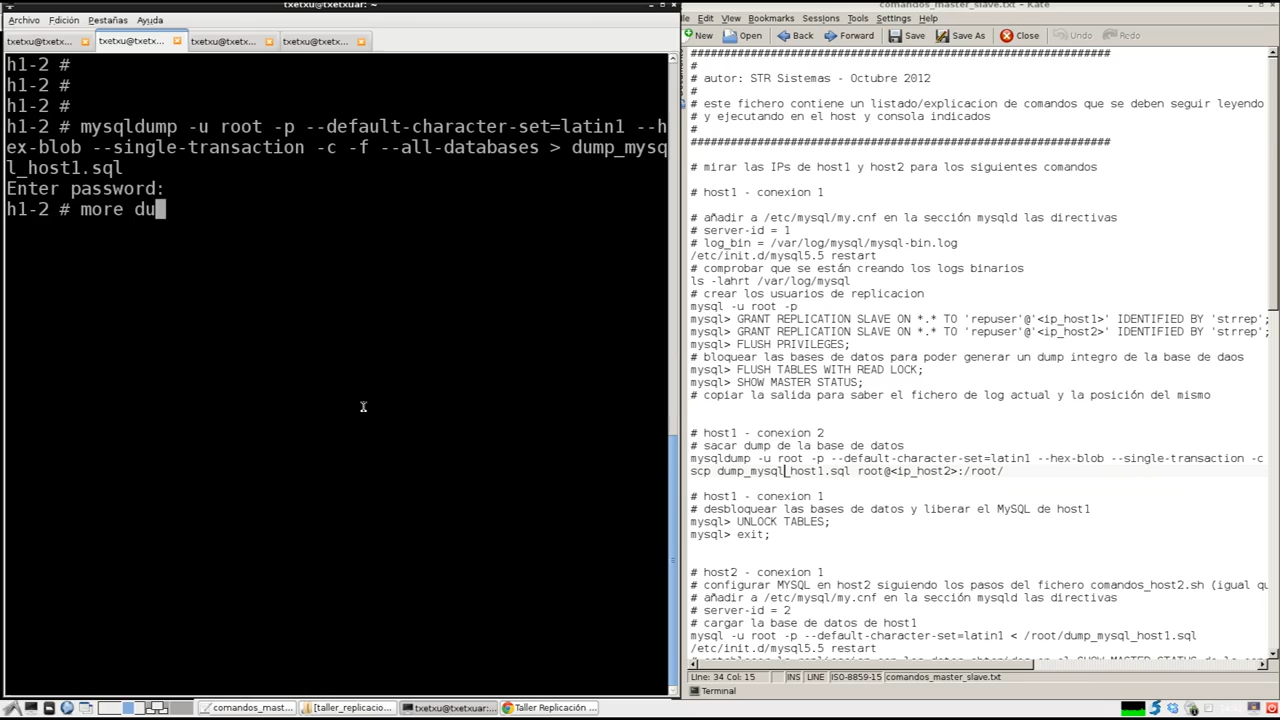 txetxu@txetxuar: ~
Archivo Edición Pestañas Ayuda
txetxu@txetx... txetxu@txetx... txetxu@txetx... txetxu@txetx...
h1-2 #
h1-2 #
h1-2 #
h1-2 # mysqldump -u root -p --default-character-set=latin1 --h
ex-blob --single-transaction -c -f --all-databases > dump_mysq
l_host1.sql
Enter password:
h1-2 # more du
comandos_master_slave.txt - Kate
Edit View Bookmarks Sessions Tools Settings Help
New Open Back Forward Save Save As Close Undo Redo
################################################################
#
# autor: STR Sistemas - Octubre 2012
#
# este fichero contiene un listado/explicacion de comandos que se deben seguir leyendo
# y ejecutando en el host y consola indicados
#
################################################################
# mirar las IPs de host1 y host2 para los siguientes comandos
# host1 - conexion 1
# añadir a /etc/mysql/my.cnf en la sección mysqld las directivas
# server-id = 1
# log_bin = /var/log/mysql/mysql-bin.log
/etc/init.d/mysql5.5 restart
# comprobar que se están creando los logs binarios
ls -lahrt /var/log/mysql
# crear los usuarios de replicacion
mysql -u root -p
mysql> GRANT REPLICATION SLAVE ON *.* TO 'repuser'@'<ip_host1>' IDENTIFIED BY 'strrep';
mysql> GRANT REPLICATION SLAVE ON *.* TO 'repuser'@'<ip_host2>' IDENTIFIED BY 'strrep';
mysql> FLUSH PRIVILEGES;
# bloquear las bases de datos para poder generar un dump integro de la base de daos
mysql> FLUSH TABLES WITH READ LOCK;
mysql> SHOW MASTER STATUS;
# copiar la salida para saber el fichero de log actual y la posición del mismo
# host1 - conexion 2
# sacar dump de la base de datos
mysqldump -u root -p --default-character-set=latin1 --hex-blob --single-transaction -c
scp dump_mysql_host1.sql root@<ip_host2>:/root/
# host1 - conexion 1
# desbloquear las bases de datos y liberar el MySQL de host1
mysql> UNLOCK TABLES;
mysql> exit;
# host2 - conexion 1
# configurar MYSQL en host2 siguiendo los pasos del fichero comandos_host2.sh (igual qu
# añadir a /etc/mysql/my.cnf en la sección mysqld las directivas
# server-id = 2
# cargar la base de datos de host1
mysql -u root -p --default-character-set=latin1 < /root/dump_mysql_host1.sql
/etc/init.d/mysql5.5 restart
Line: 34 Col: 15 INS LINE ISO-8859-15 comandos_master_slave.txt
Terminal
comandos_mast... [taller_replicacio... txetxu@txetxuar:... Taller Replicación ...